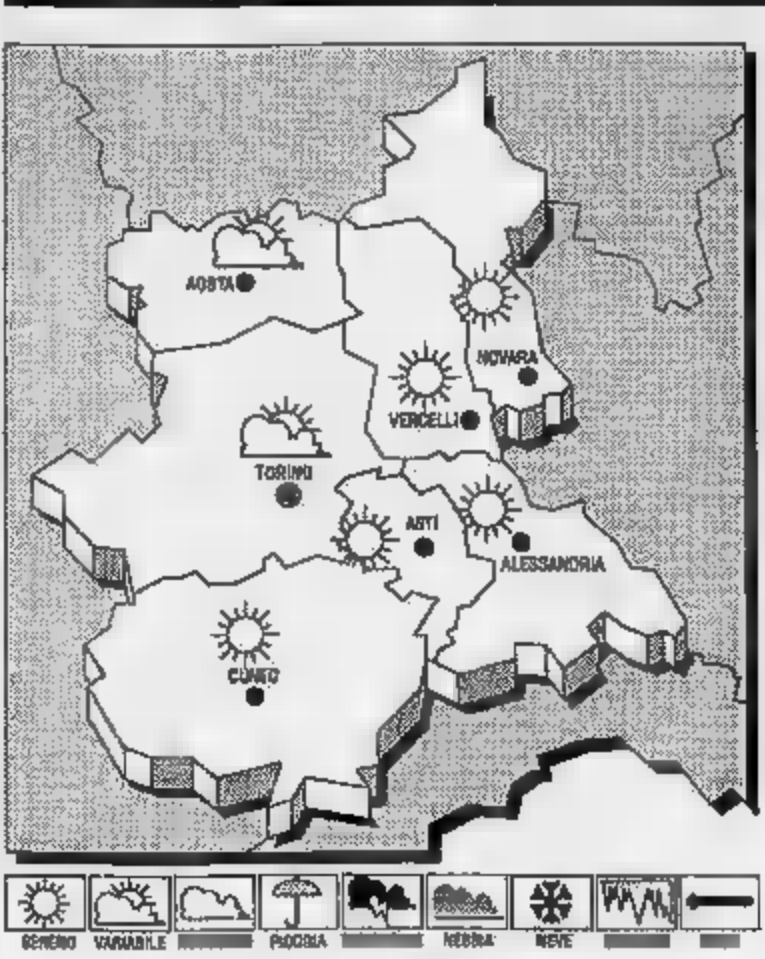 AOSTA
NOVARA
VERCELLI
TORINO
ASTI
ALESSANDRIA
CUNEO
SERENO VARIABILE PIOGGIA NEBBIA NEVE